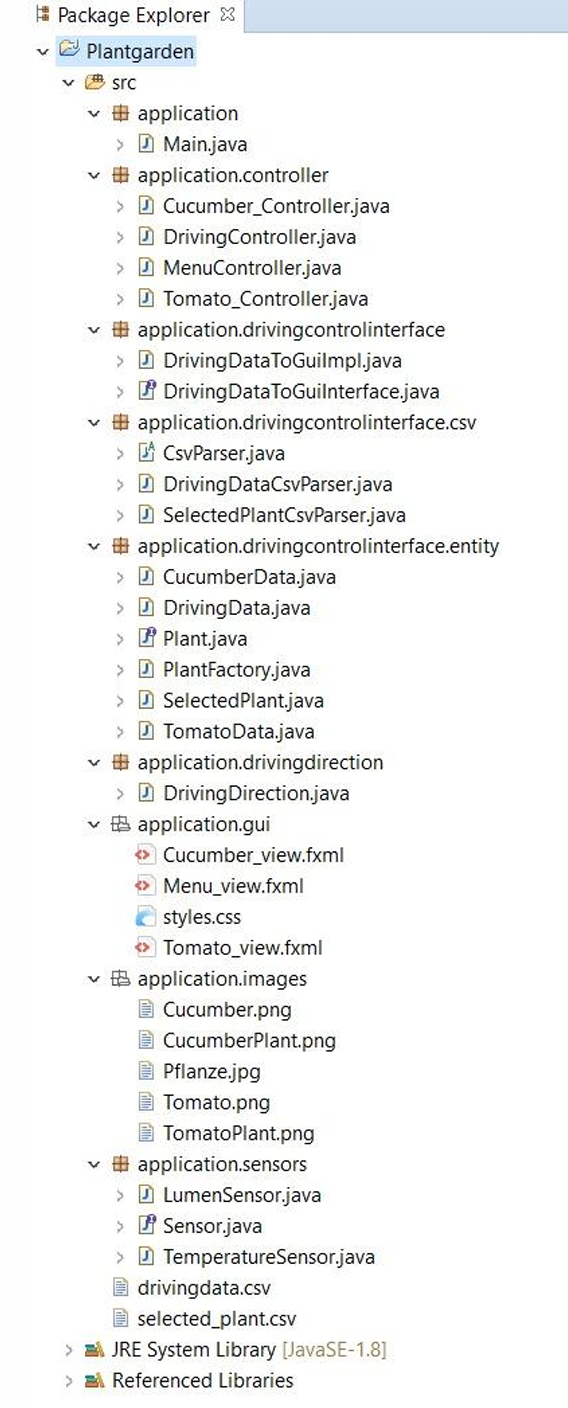 Package Explorer
Plantgarden
src
application
Main.java
application.controller
Cucumber_Controller.java
DrivingController.java
MenuController.java
Tomato_Controller.java
application.drivingcontrolinterface
DrivingDataToGuiImpl.java
DrivingDataToGuiInterface.java
application.drivingcontrolinterface.csv
CsvParser.java
DrivingDataCsvParser.java
SelectedPlantCsvParser.java
application.drivingcontrolinterface.entity
CucumberData.java
DrivingData.java
Plant.java
PlantFactory.java
SelectedPlant.java
TomatoData.java
application.drivingdirection
DrivingDirection.java
application.gui
Cucumber_view.fxml
Menu_view.fxml
styles.css
Tomato_view.fxml
application.images
Cucumber.png
CucumberPlant.png
Pflanze.jpg
Tomato.png
TomatoPlant.png
application.sensors
LumenSensor.java
Sensor.java
TemperatureSensor.java
drivingdata.csv
selected_plant.csv
JRE System Library [JavaSE-1.8]
Referenced Libraries